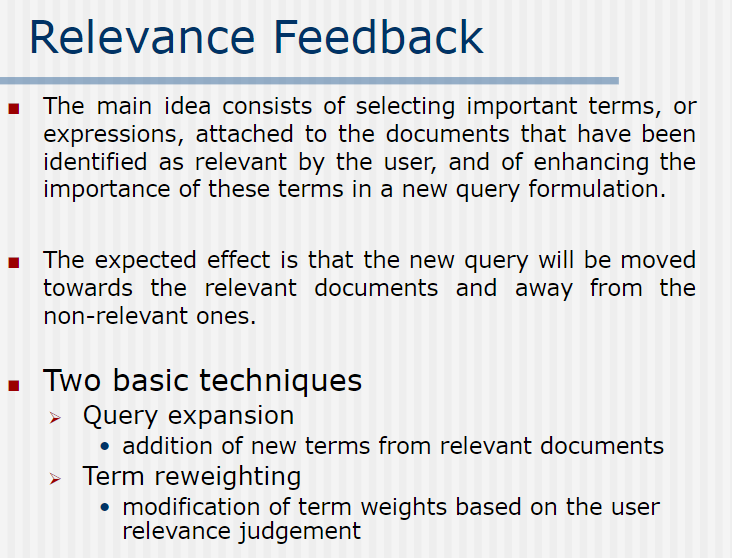 Relevance Feedback
The main idea consists of selecting important terms, or
expressions, attached to the documents that have been
identified as relevant by the user, and of enhancing the
importance of these terms in a new query formulation.
The expected effect is that the new query will be moved
towards the relevant documents and away from the
non-relevant ones.
Two basic techniques
Query expansion
addition of new terms from relevant documents
Term reweighting
modification of term weights based on the user
relevance judgement